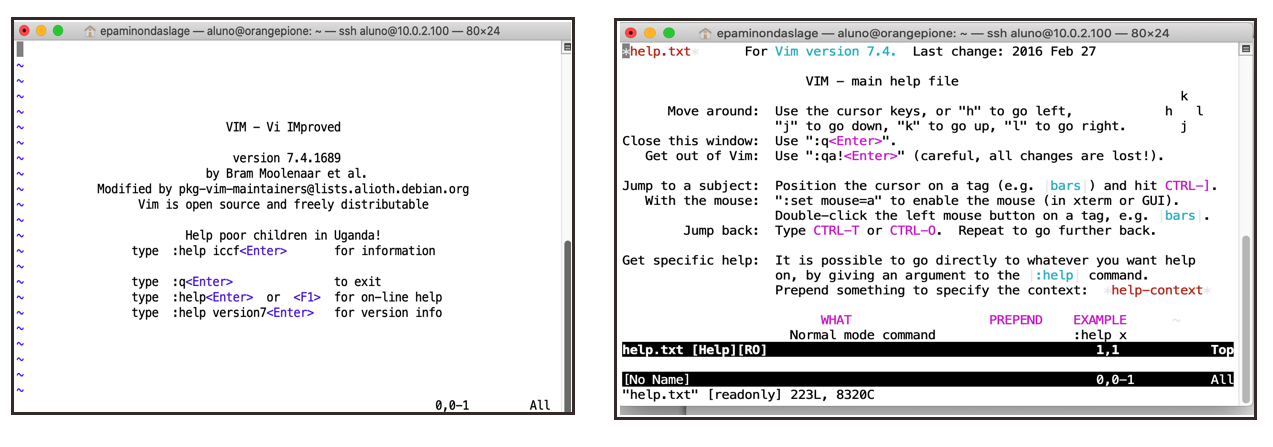 epaminondaslage — aluno@orangepione: ~ — ssh aluno@10.0.2.100 — 80×24
~
~
~
~
~ VIM - Vi IMproved
~
~ version 7.4.1689
~ by Bram Moolenaar et al.
~ Modified by pkg-vim-maintainers@lists.alioth.debian.org
~ Vim is open source and freely distributable
~
~ Help poor children in Uganda!
~ type :help iccf<Enter> for information
~
~ type :q<Enter> to exit
~ type :help<Enter> or <F1> for on-line help
~ type :help version7<Enter> for version info
~
~
~
~
~
0,0-1 All
epaminondaslage — aluno@orangepione: ~ — ssh aluno@10.0.2.100 — 80×24
*help.txt* For Vim version 7.4. Last change: 2016 Feb 27
VIM - main help file
k
Move around: Use the cursor keys, or "h" to go left, h l
"j" to go down, "k" to go up, "l" to go right. j
Close this window: Use ":q<Enter>".
Get out of Vim: Use ":qa!<Enter>" (careful, all changes are lost!).
Jump to a subject: Position the cursor on a tag (e.g. |bars|) and hit CTRL-].
With the mouse: ":set mouse=a" to enable the mouse (in xterm or GUI).
Double-click the left mouse button on a tag, e.g. |bars|.
Jump back: Type CTRL-T or CTRL-O. Repeat to go further back.
Get specific help: It is possible to go directly to whatever you want help
on, by giving an argument to the |:help| command.
Prepend something to specify the context: *help-context*
WHAT PREPEND EXAMPLE ~
Normal mode command :help x
help.txt [Help][RO] 1,1 Top
[No Name] 0,0-1 All
"help.txt" [readonly] 223L, 8320C